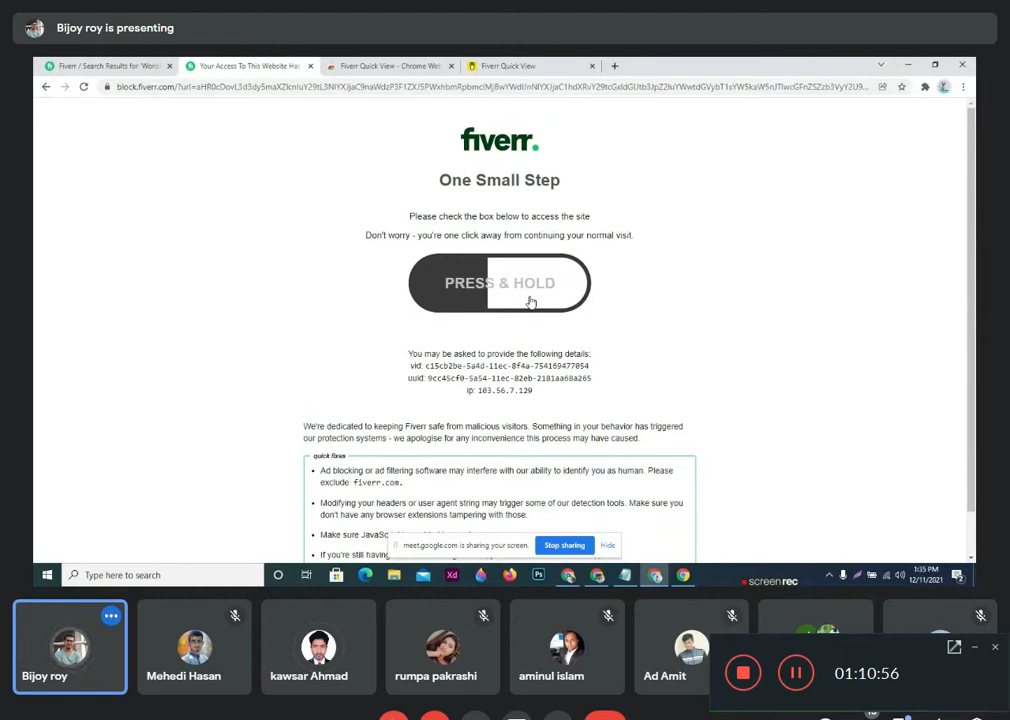 Bijoy roy is presenting
Fiverr / Search Results for 'Word
Your Access To This Website Has
Fiverr Quick View - Chrome Web
Fiverr Quick View
fiverr.
One Small Step
Please check the box below to access the site
Don't worry - you're one click away from continuing your normal visit.
PRESS & HOLD
You may be asked to provide the following details:
vid: c15cb2be-5a4d-11ec-8f4a-754169477054
uuid: 9cc45cf0-5a54-11ec-82eb-2181aa68a265
ip: 103.56.7.129
We're dedicated to keeping Fiverr safe from malicious visitors. Something in your behavior has triggered
our protection systems - we apologise for any inconvenience this process may have caused.
quick fixes
Ad blocking or ad filtering software may interfere with our ability to identify you as human. Please
exclude fiverr.com.
Modifying your headers or user agent string may trigger some of our detection tools. Make sure you
don't have any browser extensions tampering with those.
Make sure
If you're still having
meet.google.com is sharing your screen.
Stop sharing
Hide
Type here to search
Xd
Ps
screenrec
1:35 PM
12/11/2021
2
Bijoy roy
Mehedi Hasan
kawsar Ahmad
rumpa pakrashi
aminul islam
Ad Amit
01:10:56